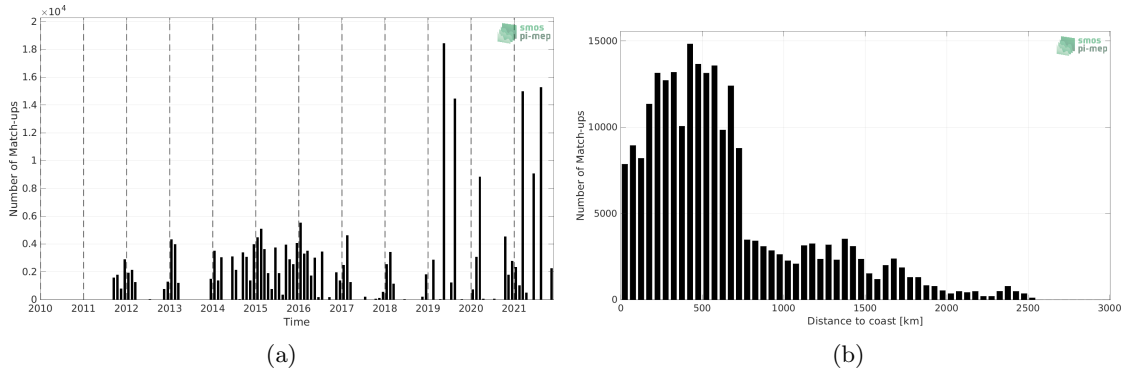 ×10⁴
2
1.8
1.6
1.4
1.2
1
0.8
0.6
0.4
0.2
0
Number of Match-ups
2010 2011 2012 2013 2014 2015 2016 2017 2018 2019 2020 2021
Time
smos
pi-mep
(a)
15000
10000
5000
0
Number of Match-ups
0 500 1000 1500 2000 2500 3000
Distance to coast [km]
smos
pi-mep
(b)